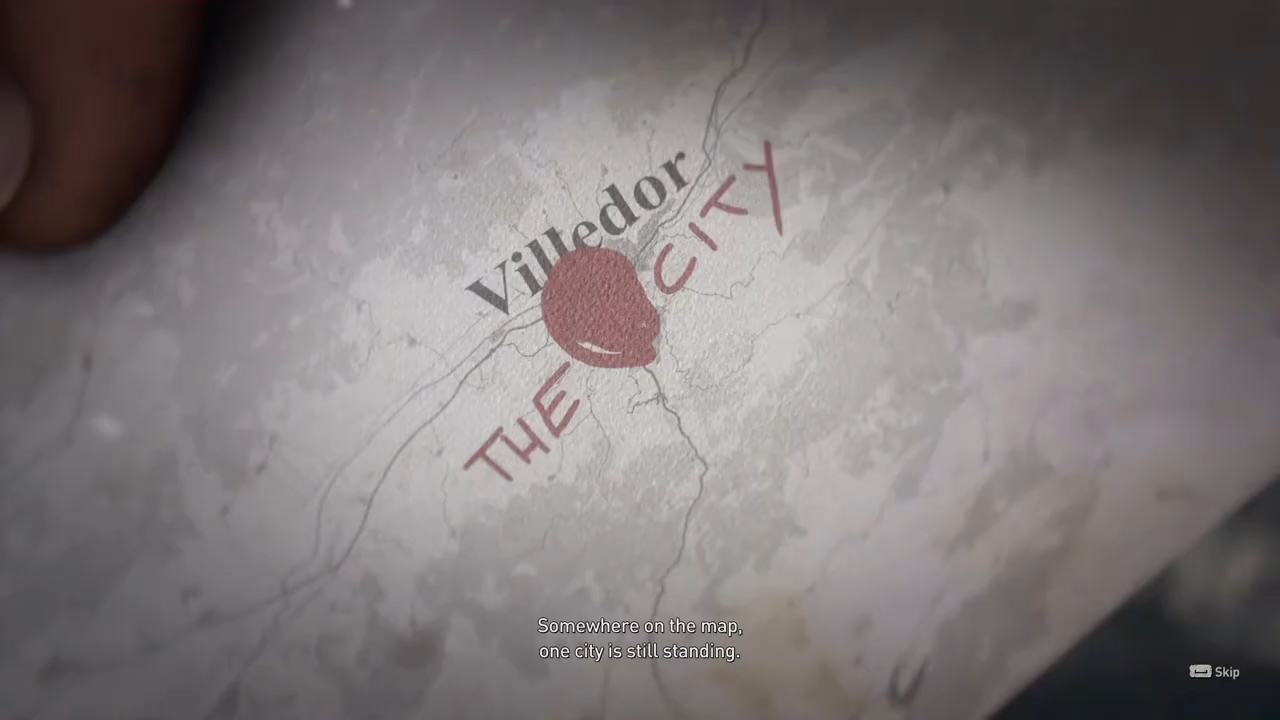 Villedor
THE CITY
Somewhere on the map,
one city is still standing.
Skip